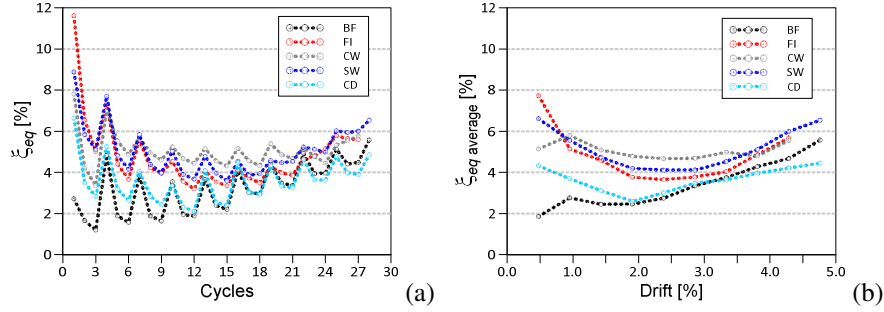 12
10
8
6
4
2
0
ξeq [%]
0 3 6 9 12 15 18 21 24 27 30
Cycles
BF
FI
CW
SW
CD
(a)
12
10
8
6
4
2
0
ξeq average [%]
0.0 1.0 2.0 3.0 4.0 5.0
Drift [%]
BF
FI
CW
SW
CD
(b)